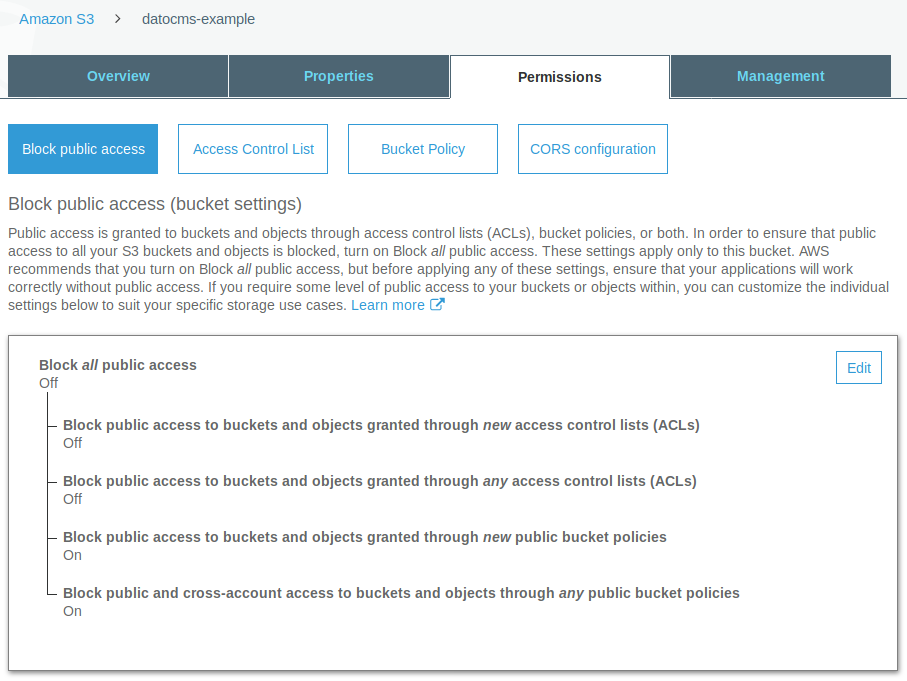 Amazon S3 > datocms-example
Overview Properties Permissions Management
Block public access Access Control List Bucket Policy CORS configuration
Block public access (bucket settings)
Public access is granted to buckets and objects through access control lists (ACLs), bucket policies, or both. In order to ensure that public
access to all your S3 buckets and objects is blocked, turn on Block all public access. These settings apply only to this bucket. AWS
recommends that you turn on Block all public access, but before applying any of these settings, ensure that your applications will work
correctly without public access. If you require some level of public access to your buckets or objects within, you can customize the individual
settings below to suit your specific storage use cases. Learn more
Block all public access
Edit
Off
Block public access to buckets and objects granted through new access control lists (ACLs)
Off
Block public access to buckets and objects granted through any access control lists (ACLs)
Off
Block public access to buckets and objects granted through new public bucket policies
On
Block public and cross-account access to buckets and objects through any public bucket policies
On